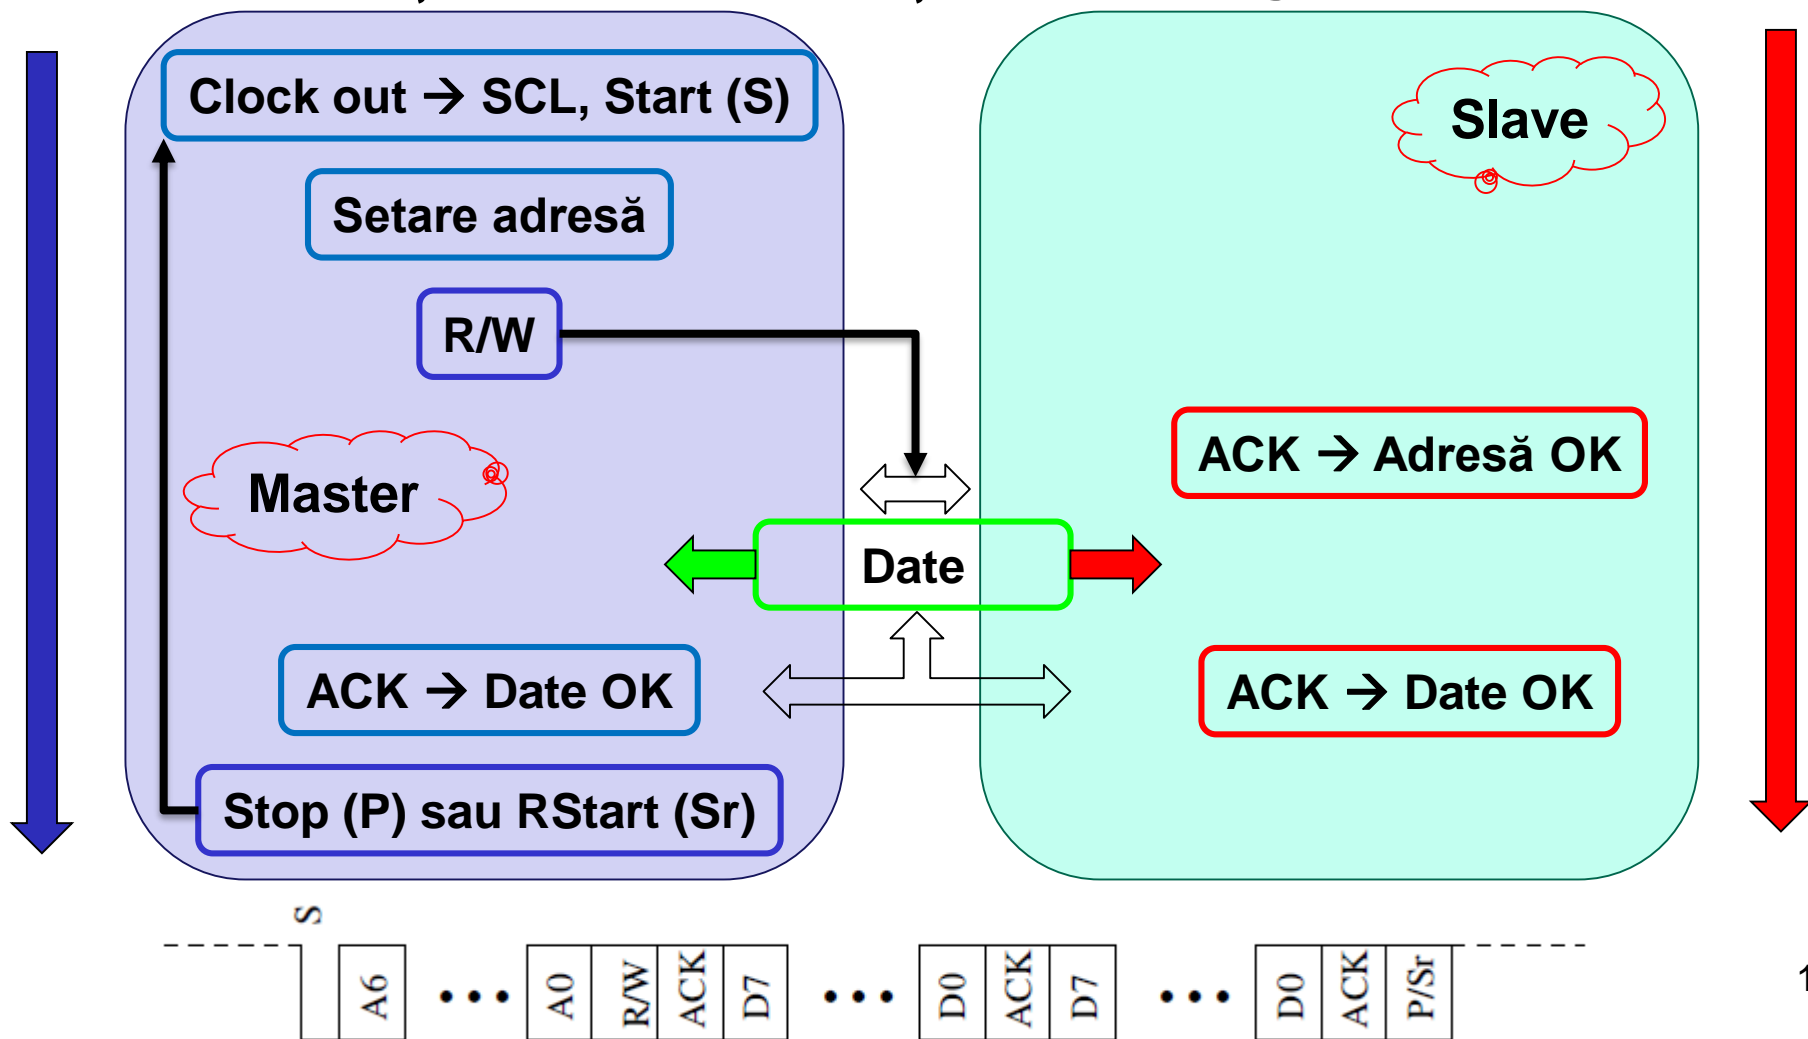 Clock out → SCL, Start (S)
Slave
Setare adresă
R/W
ACK → Adresă OK
Master
Date
ACK → Date OK
ACK → Date OK
Stop (P) sau RStart (Sr)
S
A6 ••• A0 R/W ACK D7 ••• D0 ACK D7 ••• D0 ACK P/Sr